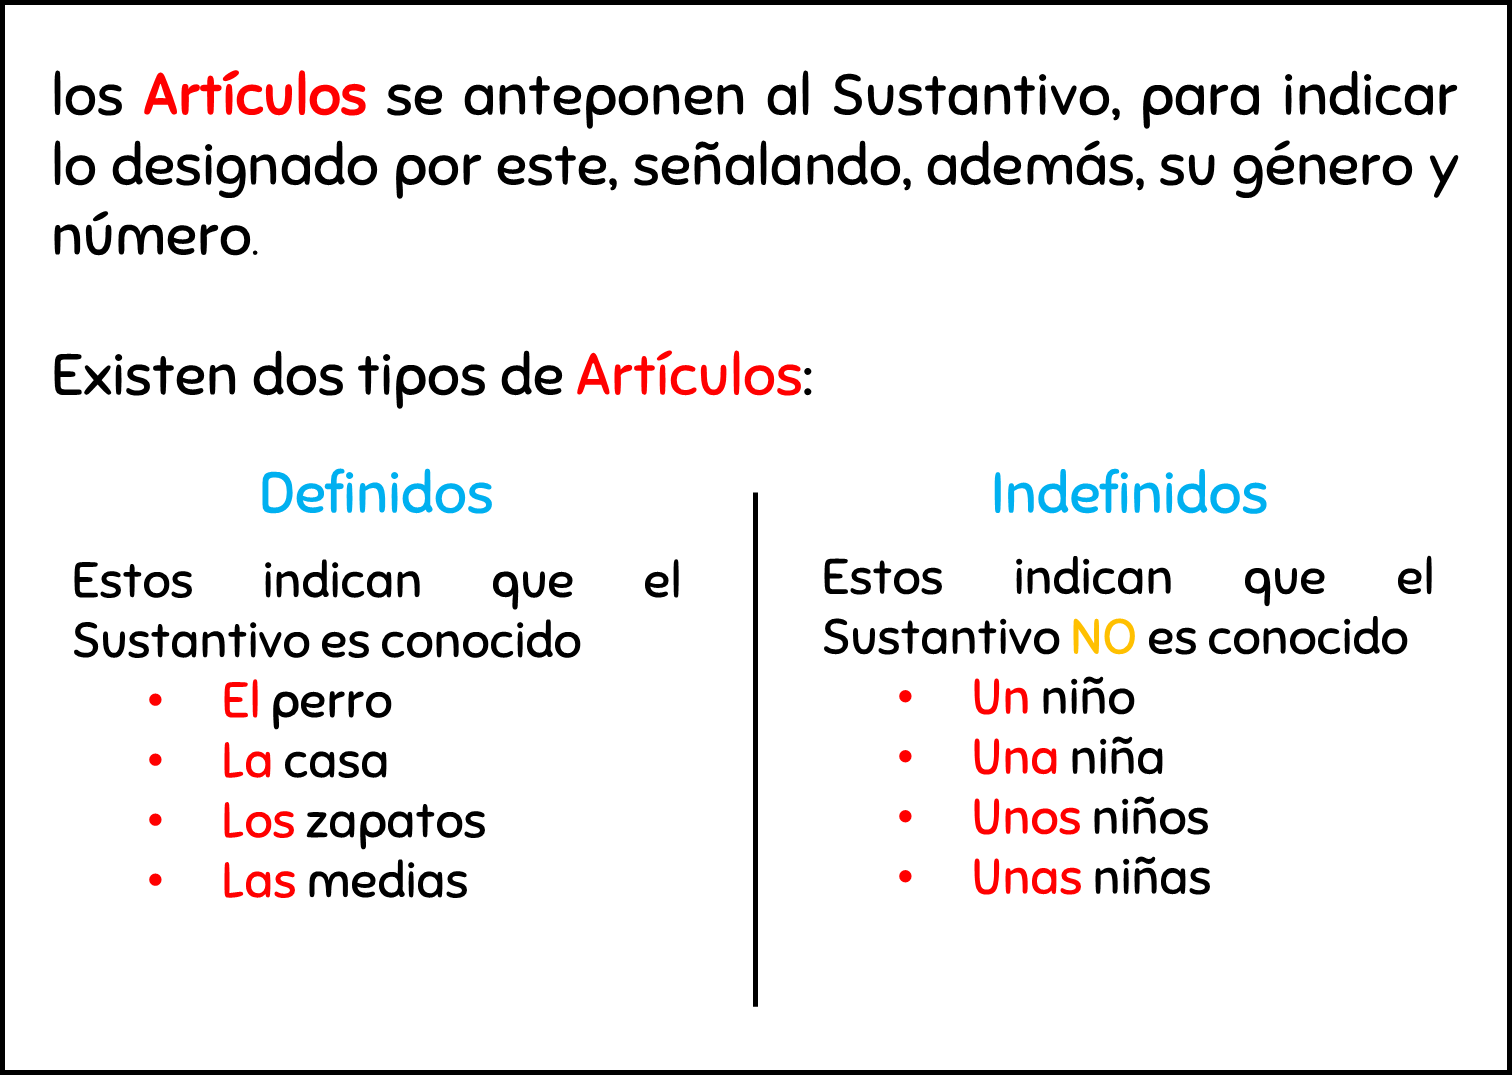 los Artículos se anteponen al Sustantivo, para indicar
lo designado por este, señalando, además, su género y
número.
Existen dos tipos de Artículos:
Definidos
Estos indican que el
Sustantivo es conocido
• El perro
• La casa
• Los zapatos
• Las medias
Indefinidos
Estos indican que el
Sustantivo NO es conocido
• Un niño
• Una niña
• Unos niños
• Unas niñas